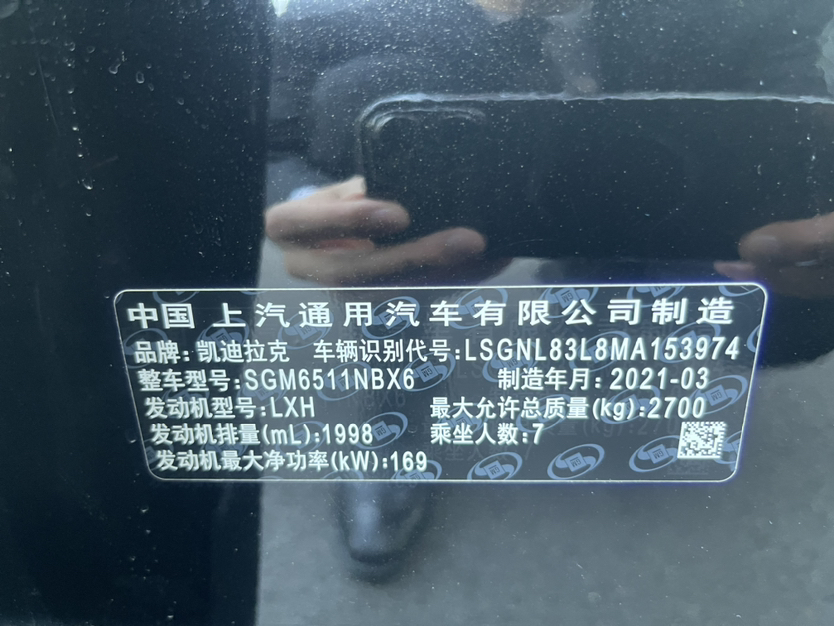 中国 上汽通用汽车有限公司制造
品牌:凯迪拉克 车辆识别代号:LSGNL83L8MA153974
整车型号:SGM6511NBX6 制造年月:2021-03
发动机型号:LXH 最大允许总质量(kg):2700
发动机排量(mL):1998 乘坐人数:7
发动机最大净功率(kW):169